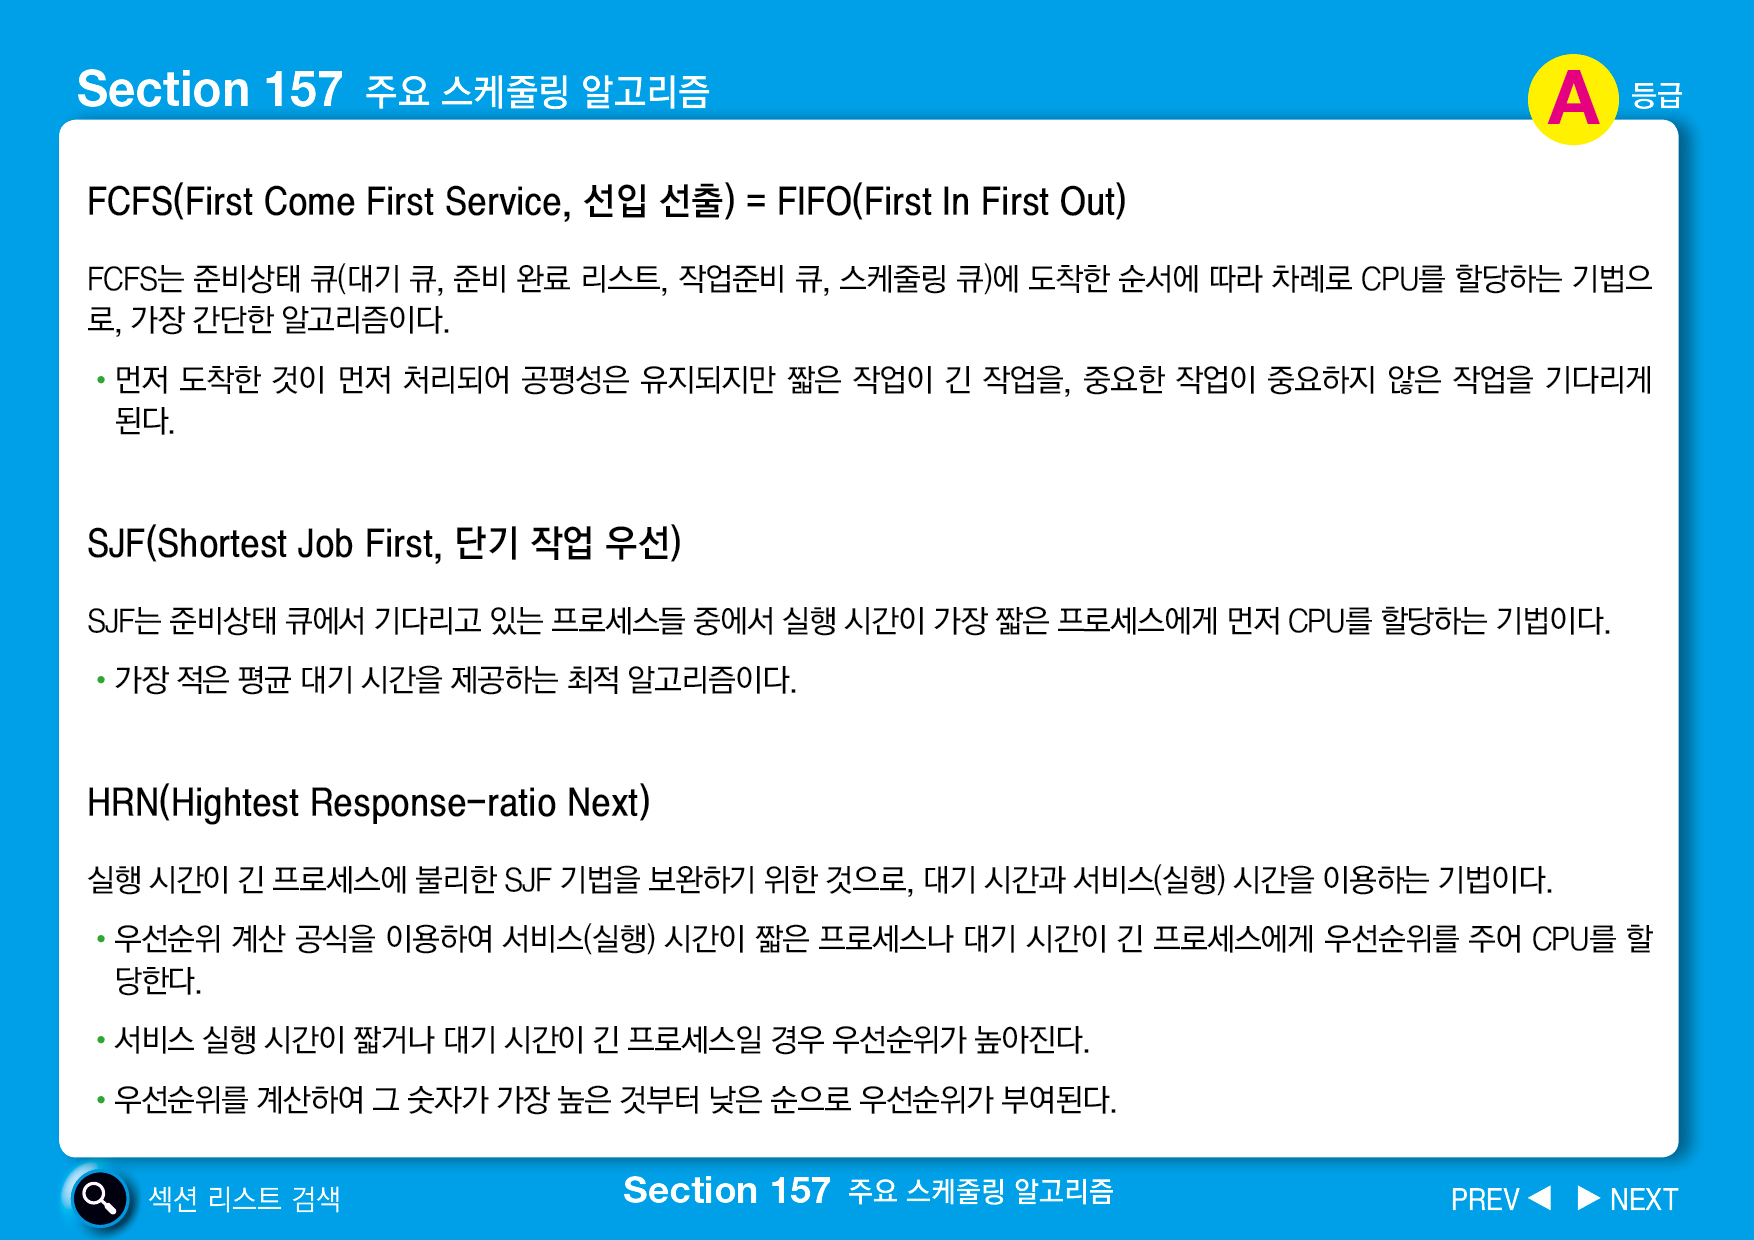 Section 157 주요 스케줄링 알고리즘
A 등급
FCFS(First Come First Service, 선입 선출) = FIFO(First In First Out)
FCFS는 준비상태 큐(대기 큐, 준비 완료 리스트, 작업준비 큐, 스케줄링 큐)에 도착한 순서에 따라 차례로 CPU를 할당하는 기법으
로, 가장 간단한 알고리즘이다.
• 먼저 도착한 것이 먼저 처리되어 공평성은 유지되지만 짧은 작업이 긴 작업을, 중요한 작업이 중요하지 않은 작업을 기다리게
된다.
SJF(Shortest Job First, 단기 작업 우선)
SJF는 준비상태 큐에서 기다리고 있는 프로세스들 중에서 실행 시간이 가장 짧은 프로세스에게 먼저 CPU를 할당하는 기법이다.
• 가장 적은 평균 대기 시간을 제공하는 최적 알고리즘이다.
HRN(Hightest Response-ratio Next)
실행 시간이 긴 프로세스에 불리한 SJF 기법을 보완하기 위한 것으로, 대기 시간과 서비스(실행) 시간을 이용하는 기법이다.
• 우선순위 계산 공식을 이용하여 서비스(실행) 시간이 짧은 프로세스나 대기 시간이 긴 프로세스에게 우선순위를 주어 CPU를 할
당한다.
• 서비스 실행 시간이 짧거나 대기 시간이 긴 프로세스일 경우 우선순위가 높아진다.
• 우선순위를 계산하여 그 숫자가 가장 높은 것부터 낮은 순으로 우선순위가 부여된다.
섹션 리스트 검색
Section 157 주요 스케줄링 알고리즘
PREV ◀ ▶ NEXT